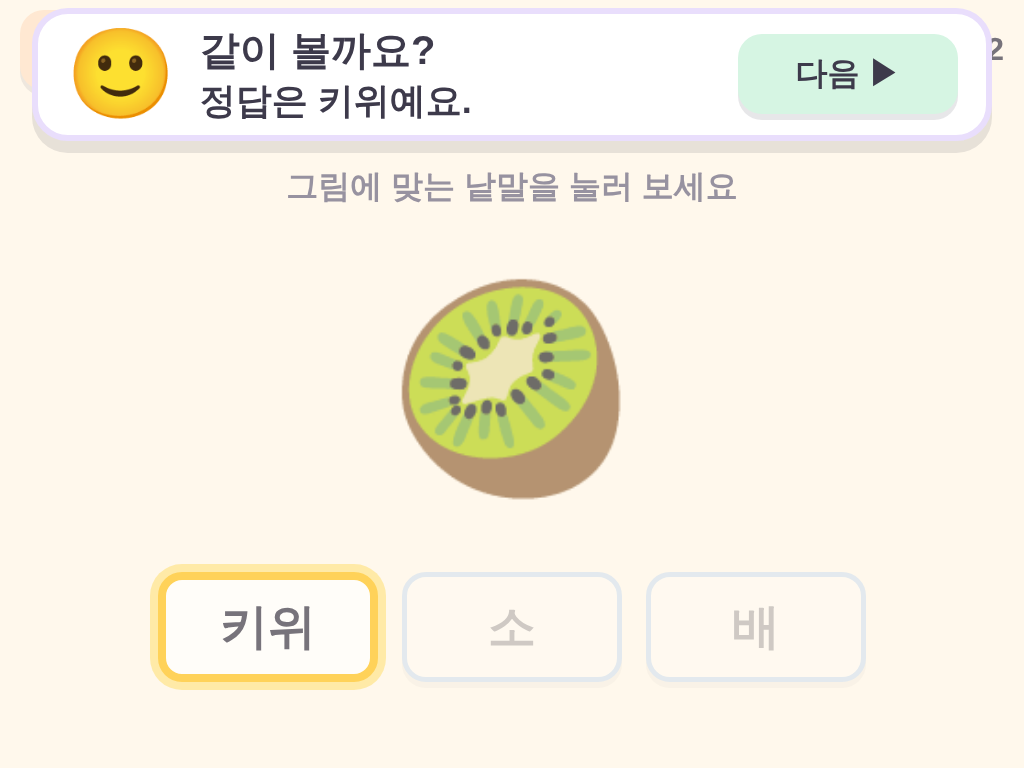 같이 볼까요?
정답은 키위예요.
다음 ▶
2
그림에 맞는 낱말을 눌러 보세요
키위
소
배